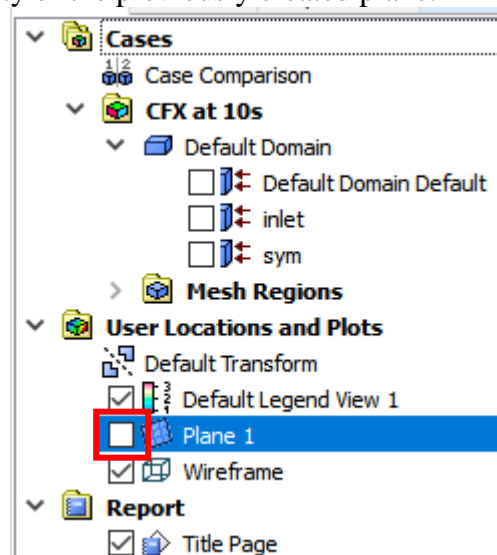 Cases
Case Comparison
CFX at 10s
Default Domain
Default Domain Default
inlet
sym
Mesh Regions
User Locations and Plots
Default Transform
Default Legend View 1
Plane 1
Wireframe
Report
Title Page